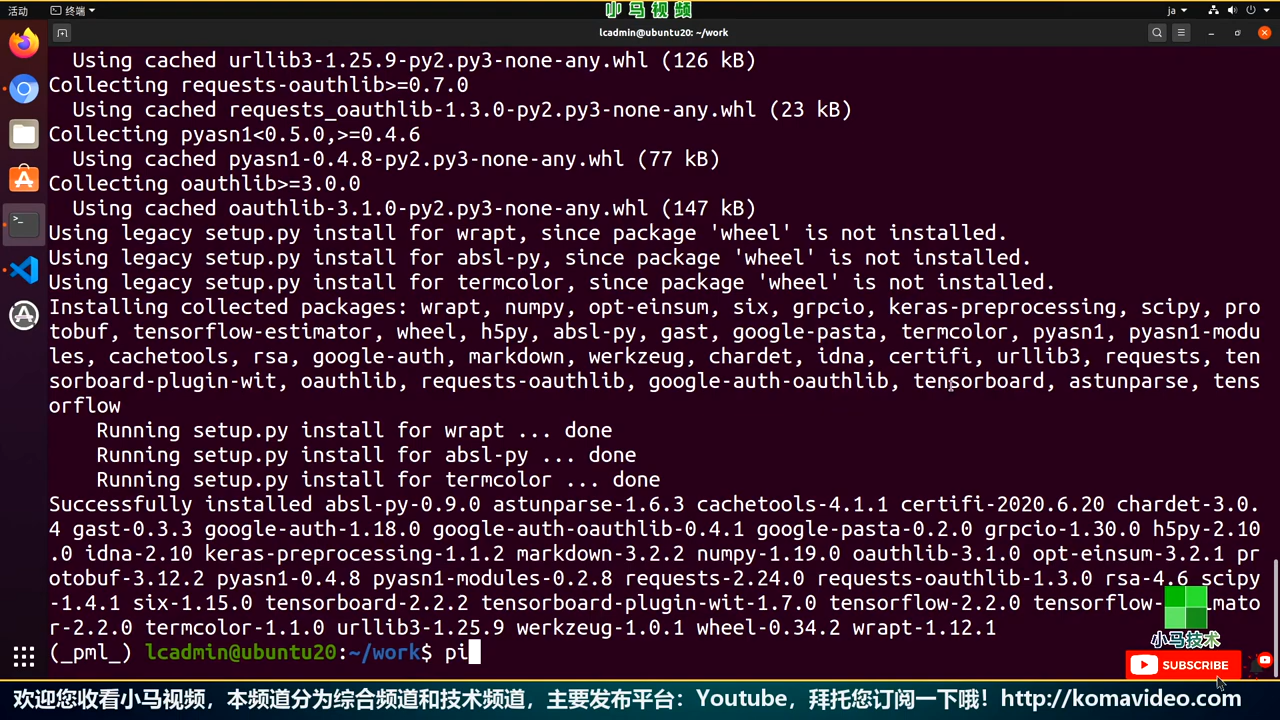 活动
终端
小马视频
ja
lcadmin@ubuntu20: ~/work
Using cached urllib3-1.25.9-py2.py3-none-any.whl (126 kB)
Collecting requests-oauthlib>=0.7.0
Using cached requests_oauthlib-1.3.0-py2.py3-none-any.whl (23 kB)
Collecting pyasn1<0.5.0,>=0.4.6
Using cached pyasn1-0.4.8-py2.py3-none-any.whl (77 kB)
Collecting oauthlib>=3.0.0
Using cached oauthlib-3.1.0-py2.py3-none-any.whl (147 kB)
Using legacy setup.py install for wrapt, since package 'wheel' is not installed.
Using legacy setup.py install for absl-py, since package 'wheel' is not installed.
Using legacy setup.py install for termcolor, since package 'wheel' is not installed.
Installing collected packages: wrapt, numpy, opt-einsum, six, grpcio, keras-preprocessing, scipy, pro
tobuf, tensorflow-estimator, wheel, h5py, absl-py, gast, google-pasta, termcolor, pyasn1, pyasn1-modu
les, cachetools, rsa, google-auth, markdown, werkzeug, chardet, idna, certifi, urllib3, requests, ten
sorboard-plugin-wit, oauthlib, requests-oauthlib, google-auth-oauthlib, tensorboard, astunparse, tens
orflow
Running setup.py install for wrapt ... done
Running setup.py install for absl-py ... done
Running setup.py install for termcolor ... done
Successfully installed absl-py-0.9.0 astunparse-1.6.3 cachetools-4.1.1 certifi-2020.6.20 chardet-3.0.
4 gast-0.3.3 google-auth-1.18.0 google-auth-oauthlib-0.4.1 google-pasta-0.2.0 grpcio-1.30.0 h5py-2.10
.0 idna-2.10 keras-preprocessing-1.1.2 markdown-3.2.2 numpy-1.19.0 oauthlib-3.1.0 opt-einsum-3.2.1 pr
otobuf-3.12.2 pyasn1-0.4.8 pyasn1-modules-0.2.8 requests-2.24.0 requests-oauthlib-1.3.0 rsa-4.6 scipy
-1.4.1 six-1.15.0 tensorboard-2.2.2 tensorboard-plugin-wit-1.7.0 tensorflow-2.2.0 tensorflow- mato
r-2.2.0 termcolor-1.1.0 urllib3-1.25.9 werkzeug-1.0.1 wheel-0.34.2 wrapt-1.12.1
(_pml_) lcadmin@ubuntu20:~/work$ pi
小马技术
SUBSCRIBE
欢迎您收看小马视频，本频道分为综合频道和技术频道，主要发布平台：Youtube，拜托您订阅一下哦！http://komavideo.com